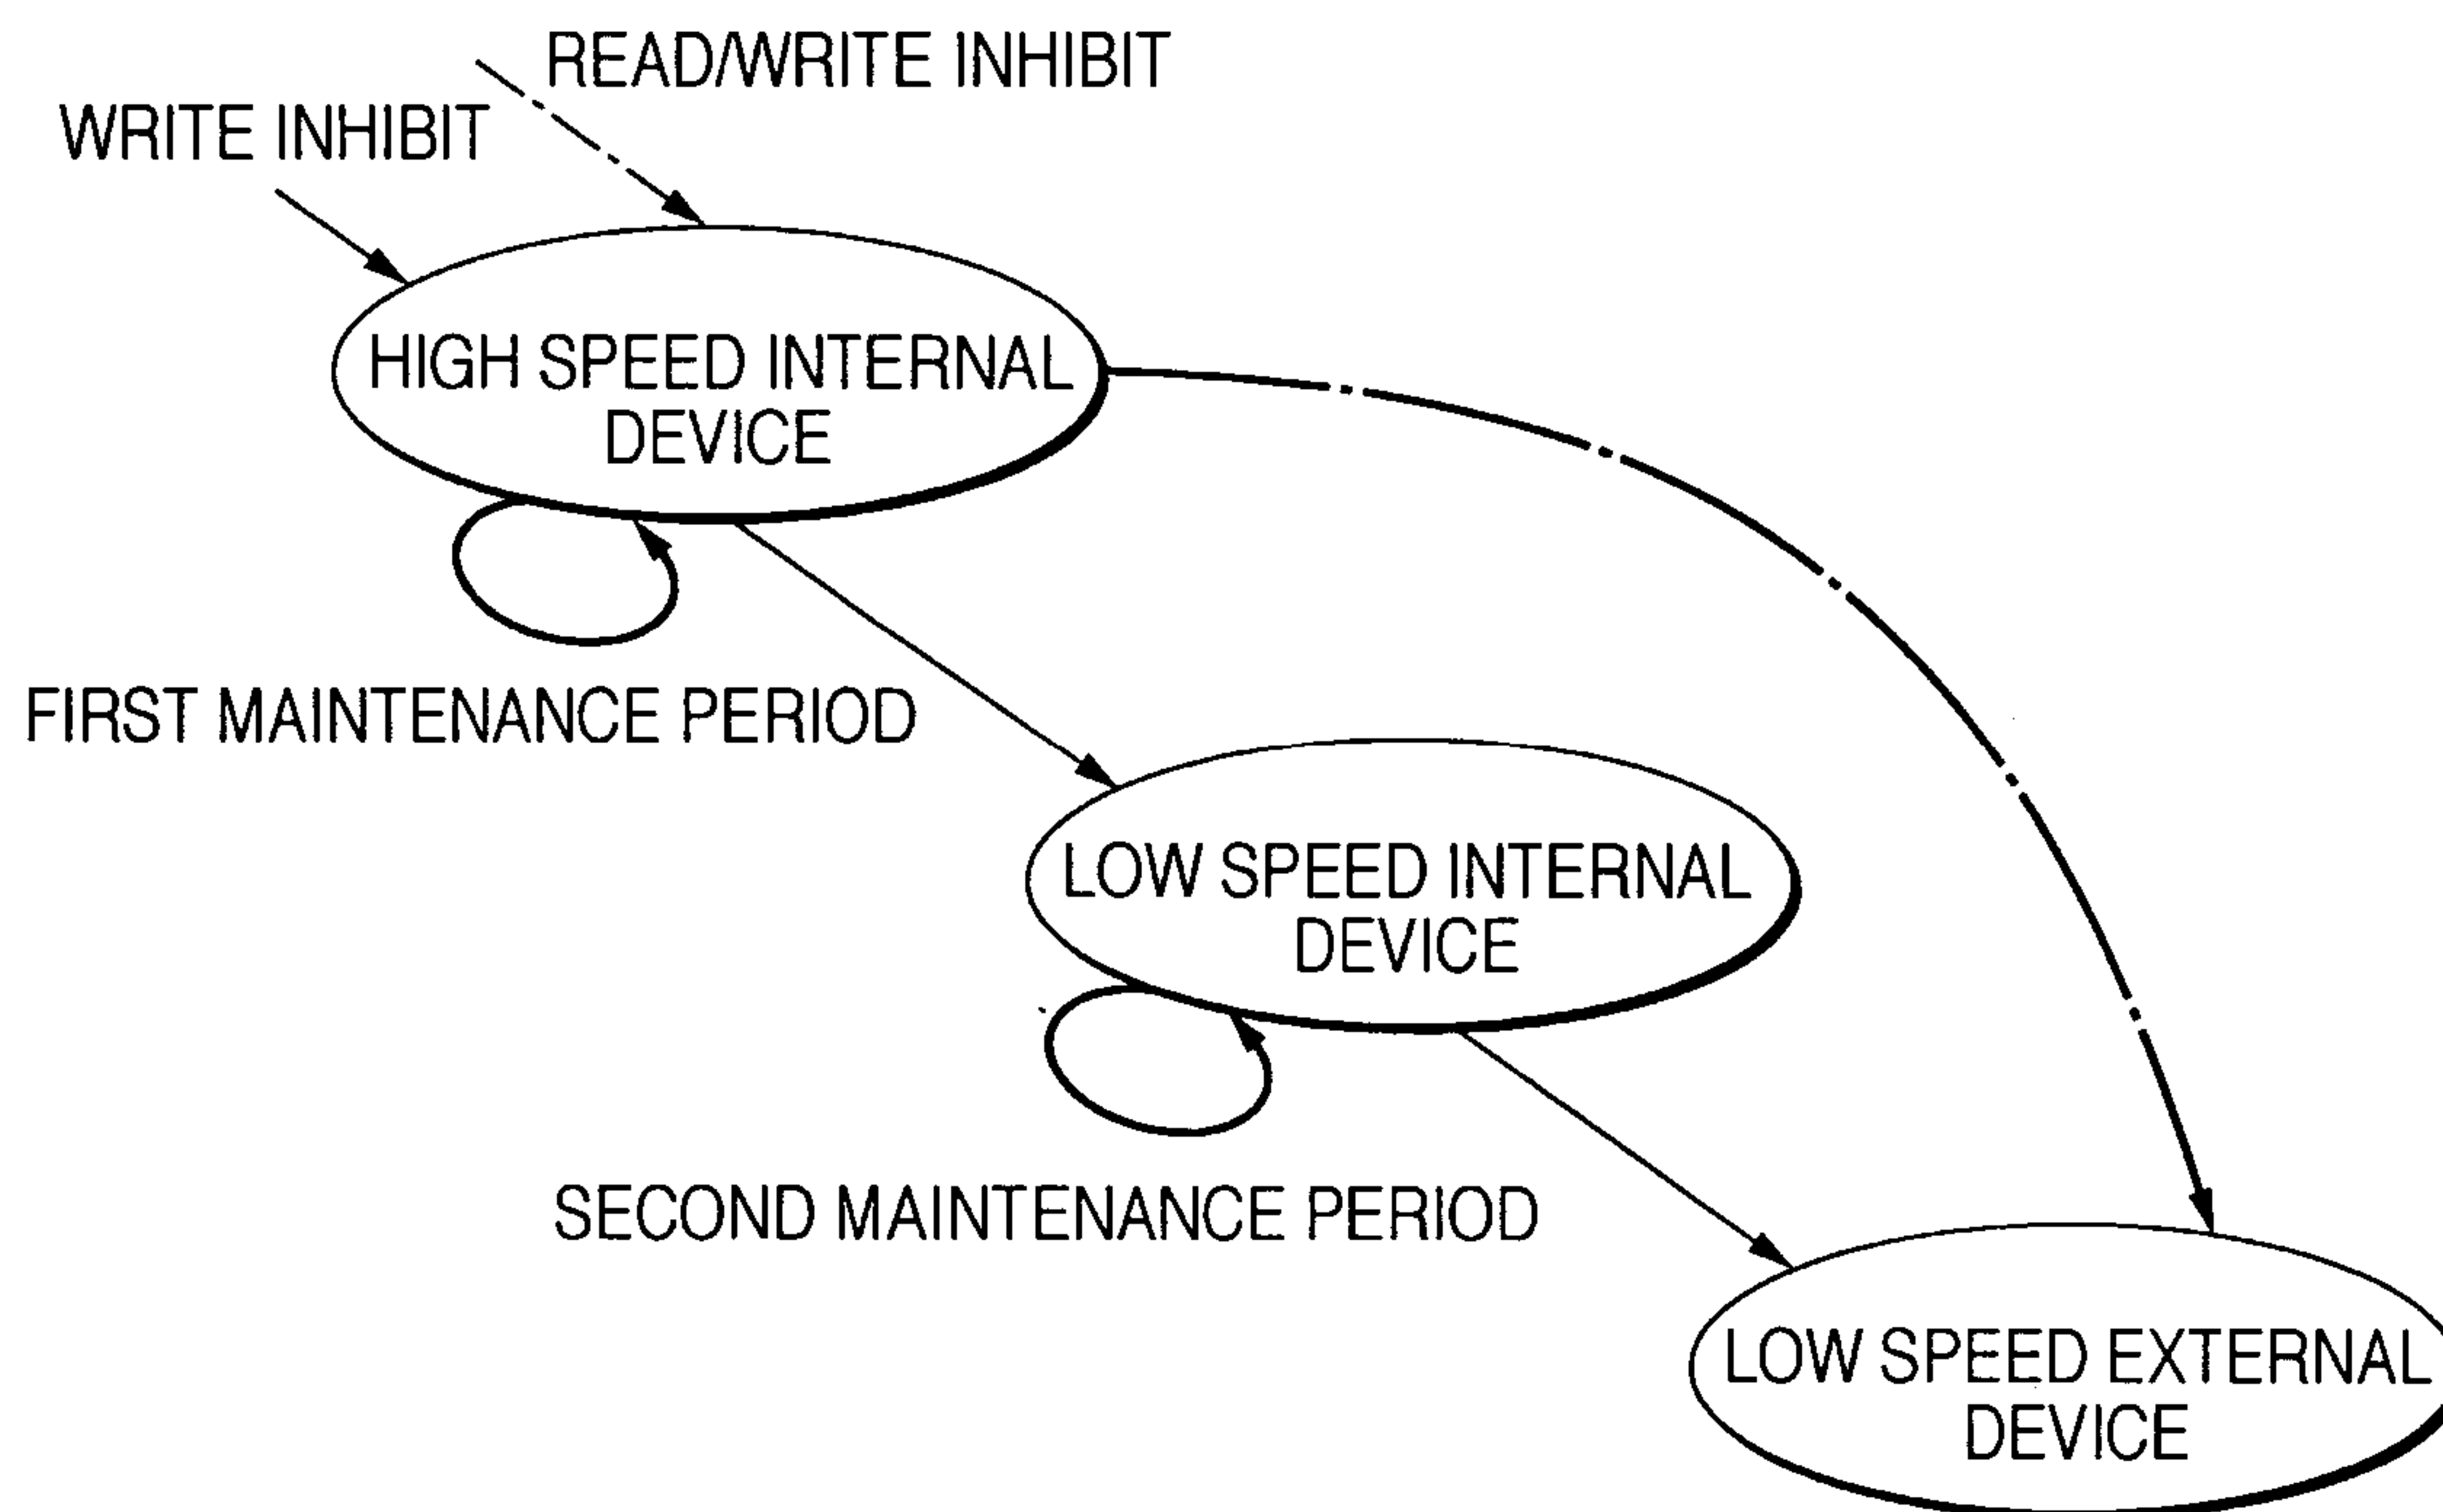 READ/WRITE INHIBIT
WRITE INHIBIT
HIGH SPEED INTERNAL
DEVICE
FIRST MAINTENANCE PERIOD
LOW SPEED INTERNAL
DEVICE
SECOND MAINTENANCE PERIOD
LOW SPEED EXTERNAL
DEVICE